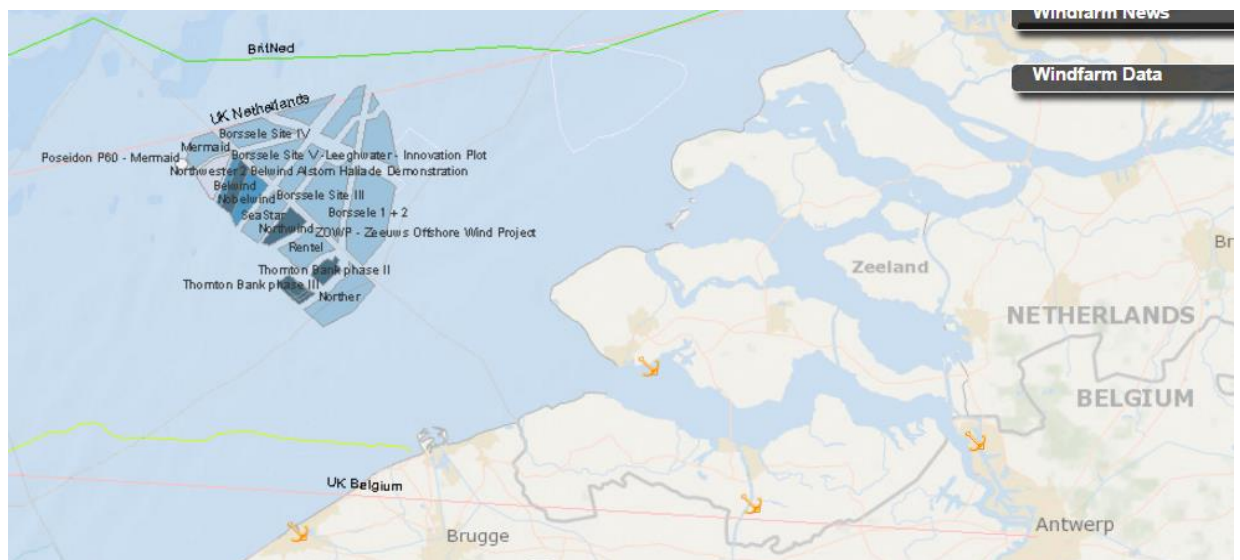 Windfarm News
BritNed
Windfarm Data
UK Netherlands
Borssele Site IV
Mermaid
Poseidon P60 - Mermaid
Borssele Site V-Leeghwater - Innovation Plot
Northwester 2 Belwind Alstom Haliade Demonstration
Belwind
Nobelwind
Borssele Site III
SeaStar
Borssele 1 + 2
Northwind
ZOWP - Zeeuws Offshore Wind Project
Rentel
Thornton Bank phase II
Thornton Bank phase III
Norther
Zeeland
NETHERLANDS
BELGIUM
UK Belgium
Brugge
Antwerp